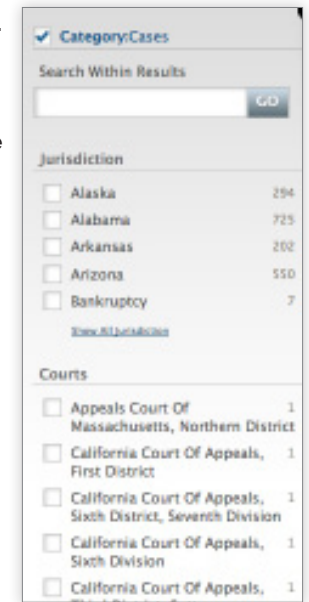 e
Category:Cases
Search Within Results
GO
Jurisdiction
Alaska 294
Alabama 725
Arkansas 202
Arizona 550
Bankruptcy 7
Show All Jurisdiction
Courts
Appeals Court Of 1
Massachusetts, Northern District
California Court Of Appeals, 1
First District
California Court Of Appeals, 1
Sixth District, Seventh Division
California Court Of Appeals, 1
Sixth Division
California Court Of Appeals, 1